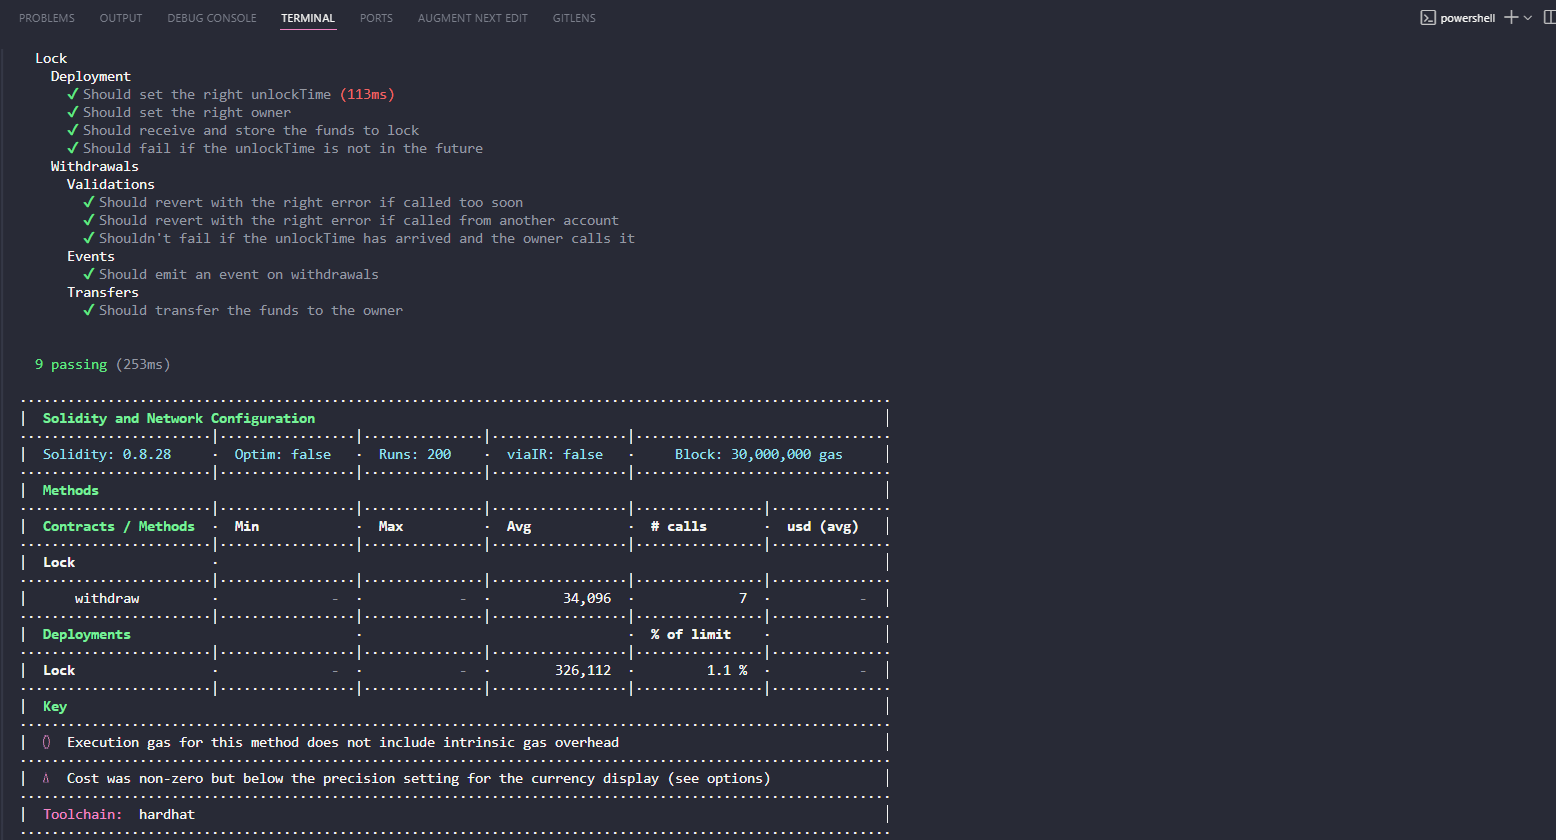 PROBLEMS OUTPUT DEBUG CONSOLE TERMINAL PORTS AUGMENT NEXT EDIT GITLENS powershell
Lock
Deployment
✓ Should set the right unlockTime (113ms)
✓ Should set the right owner
✓ Should receive and store the funds to lock
✓ Should fail if the unlockTime is not in the future
Withdrawals
Validations
✓ Should revert with the right error if called too soon
✓ Should revert with the right error if called from another account
✓ Shouldn't fail if the unlockTime has arrived and the owner calls it
Events
✓ Should emit an event on withdrawals
Transfers
✓ Should transfer the funds to the owner
9 passing (253ms)
| Solidity and Network Configuration |
| Solidity: 0.8.28 · Optim: false · Runs: 200 · viaIR: false · Block: 30,000,000 gas |
| Methods |
| Contracts / Methods · Min · Max · Avg · # calls · usd (avg) |
| Lock · |
| withdraw · - · - · 34,096 · 7 · - |
| Deployments · · % of limit · |
| Lock · - · - · 326,112 · 1.1 % · - |
| Key |
| Execution gas for this method does not include intrinsic gas overhead |
| Cost was non-zero but below the precision setting for the currency display (see options) |
| Toolchain: hardhat |